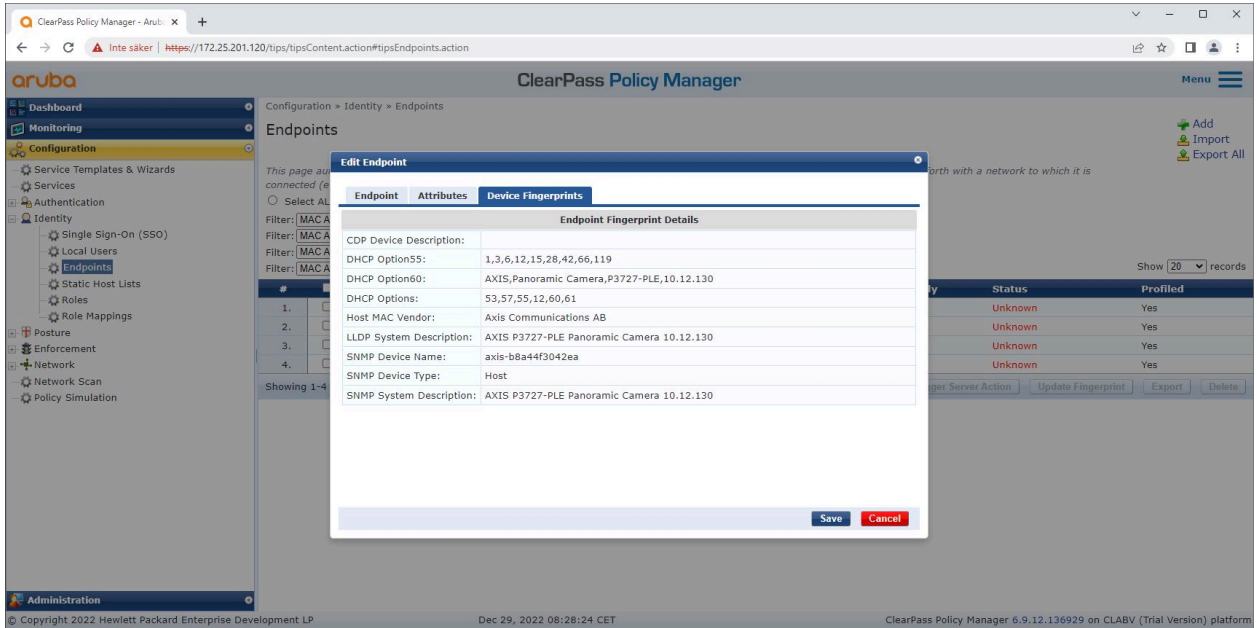 ClearPass Policy Manager - Arub
Inte säker https://172.25.201.120/tips/tipsContent.action#tipsEndpoints.action
aruba
ClearPass Policy Manager
Menu
Dashboard
Monitoring
Configuration
Service Templates & Wizards
Services
Authentication
Identity
Single Sign-On (SSO)
Local Users
Endpoints
Static Host Lists
Roles
Role Mappings
Posture
Enforcement
Network
Network Scan
Policy Simulation
Administration
Configuration » Identity » Endpoints
Endpoints
Add
Import
Export All
This page au
forth with a network to which it is
connected (e
Select AL
Filter: MAC A
Filter: MAC A
Filter: MAC A
Filter: MAC A
Show 20 records
# ly Status Profiled
1. Unknown Yes
2. Unknown Yes
3. Unknown Yes
4. Unknown Yes
Showing 1-4
ger Server Action Update Fingerprint Export Delete
Edit Endpoint
Endpoint Attributes Device Fingerprints
Endpoint Fingerprint Details
CDP Device Description:
DHCP Option55: 1,3,6,12,15,28,42,66,119
DHCP Option60: AXIS,Panoramic Camera,P3727-PLE,10.12.130
DHCP Options: 53,57,55,12,60,61
Host MAC Vendor: Axis Communications AB
LLDP System Description: AXIS P3727-PLE Panoramic Camera 10.12.130
SNMP Device Name: axis-b8a44f3042ea
SNMP Device Type: Host
SNMP System Description: AXIS P3727-PLE Panoramic Camera 10.12.130
Save Cancel
© Copyright 2022 Hewlett Packard Enterprise Development LP
Dec 29, 2022 08:28:24 CET
ClearPass Policy Manager 6.9.12.136929 on CLABV (Trial Version) platform